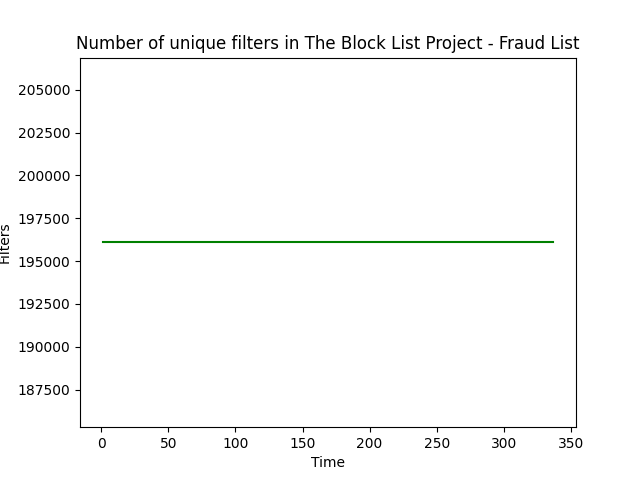 Number of unique filters in The Block List Project - Fraud List
205000
202500
200000
197500
195000
192500
190000
187500
Filters
0 50 100 150 200 250 300 350
Time